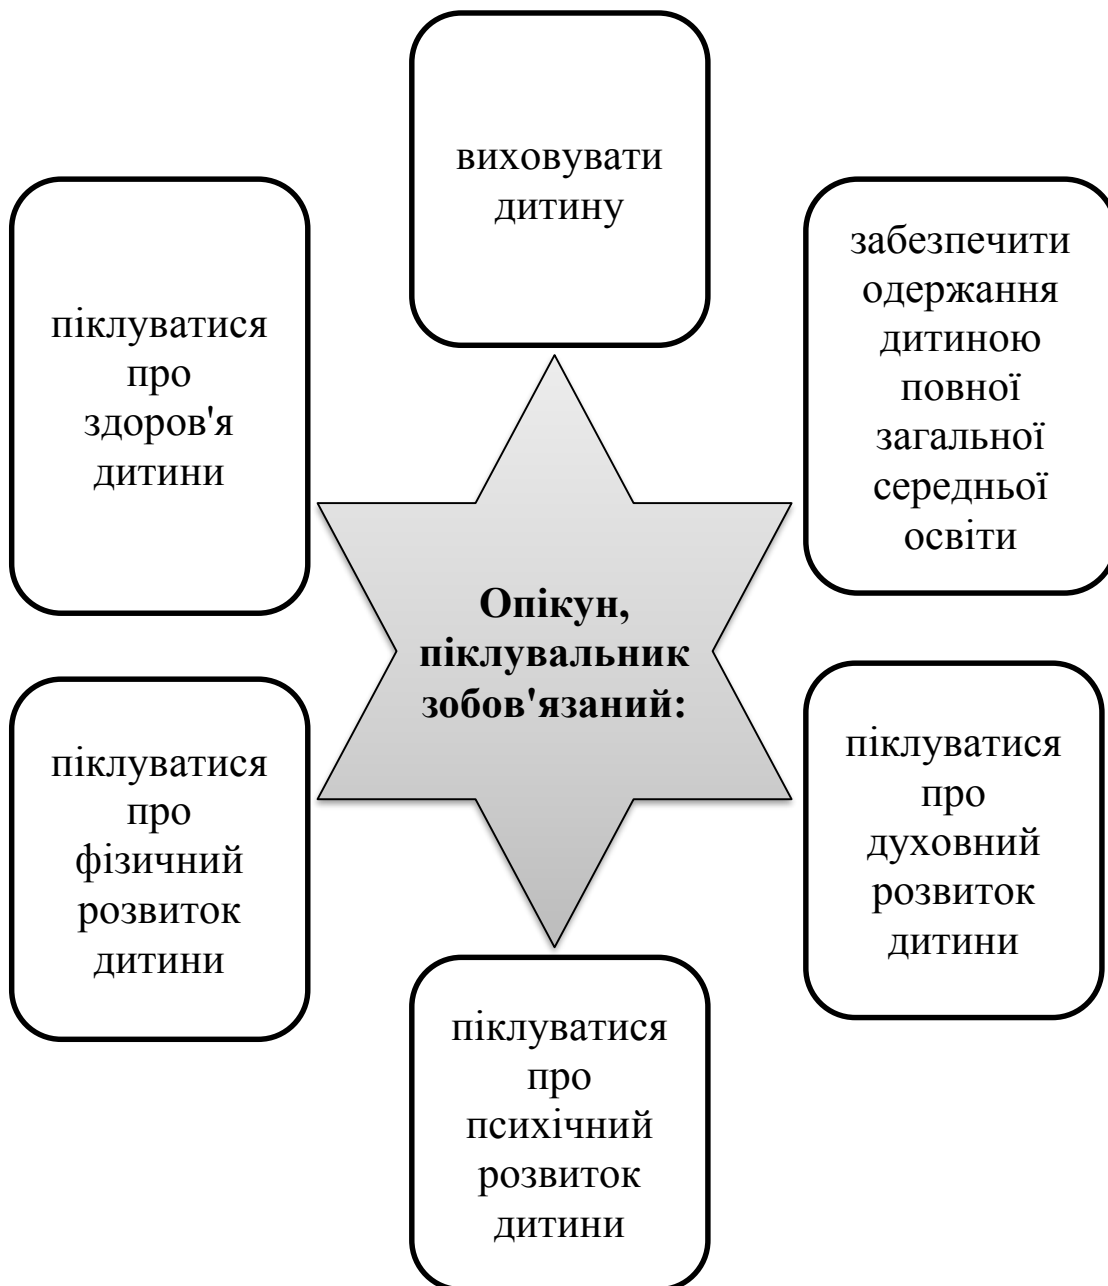 виховувати
дитину
забезпечити
одержання
дитиною
повної
загальної
середньої
освіти
піклуватися
про
здоров'я
дитини
Опікун,
піклувальник
зобов'язаний:
піклуватися
про
духовний
розвиток
дитини
піклуватися
про
фізичний
розвиток
дитини
піклуватися
про
психічний
розвиток
дитини